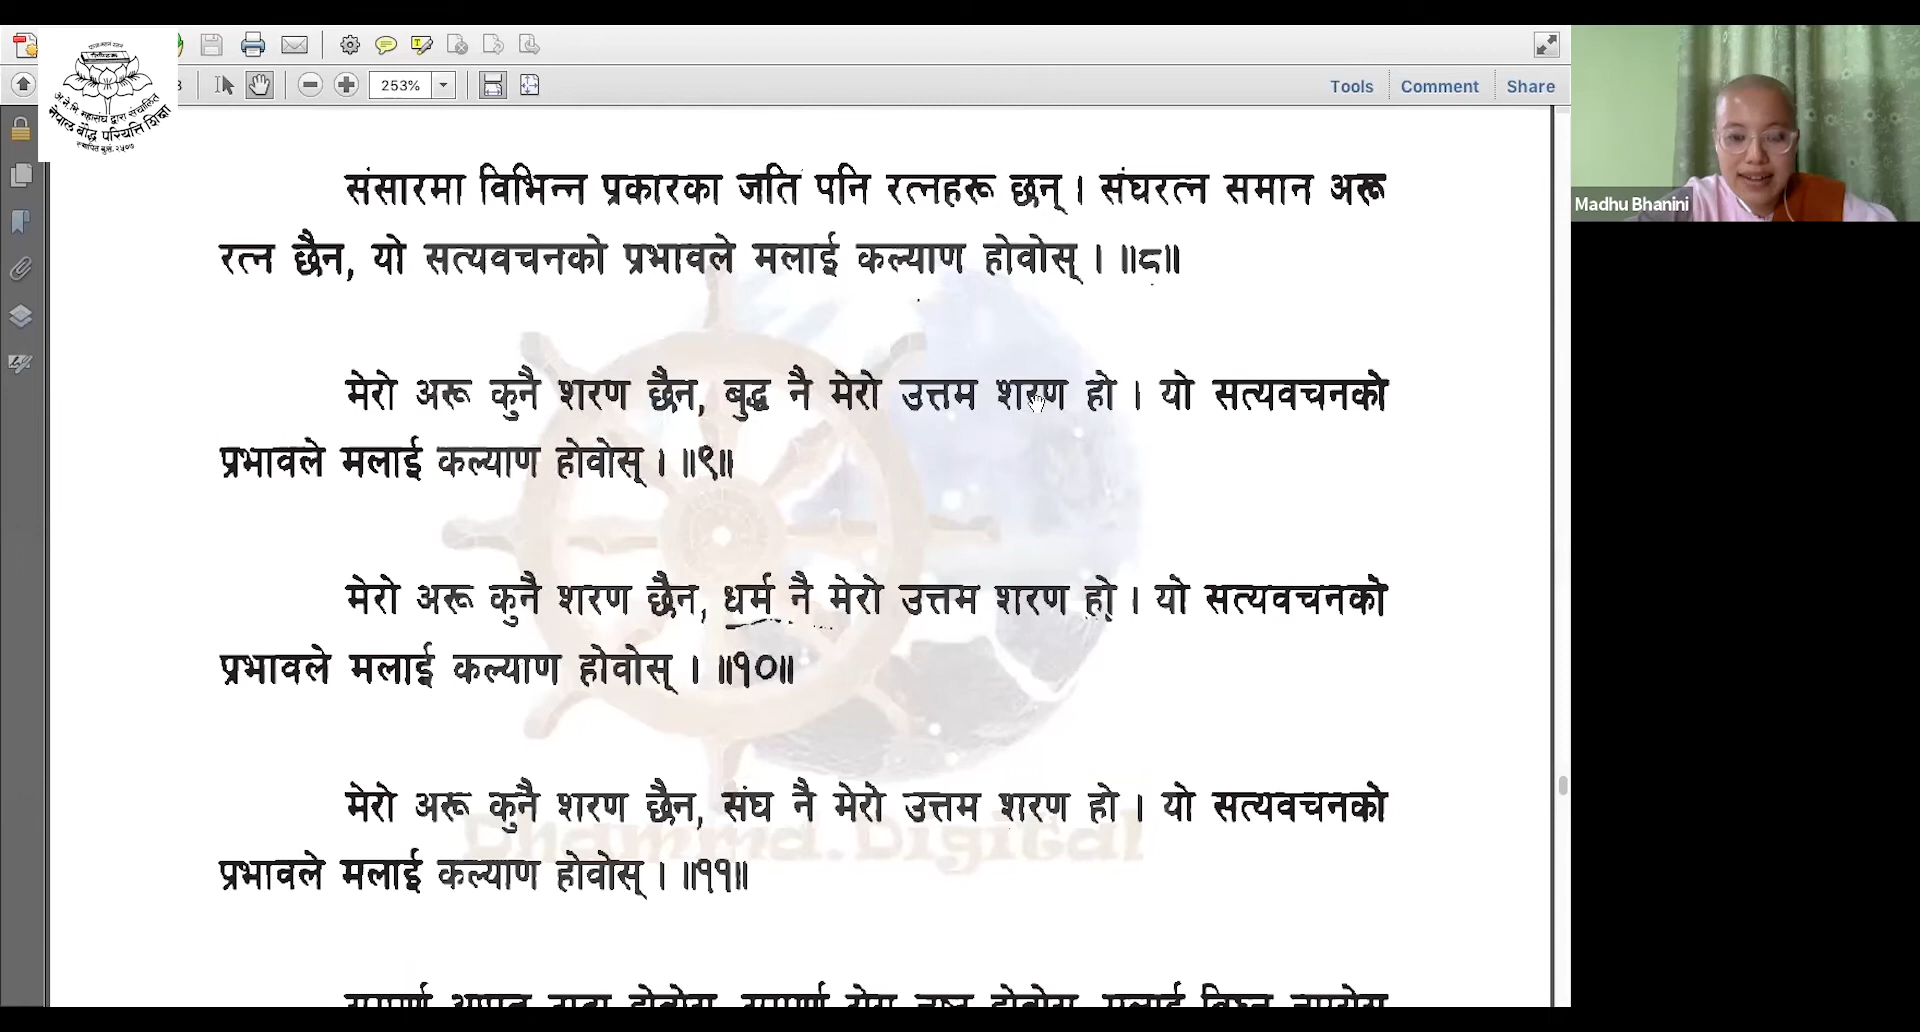 253%
Tools
Comment
Share
नेपाल बौद्ध परियत्ति शिक्षा
Madhu Bhanini
संसारमा विभिन्न प्रकारका जति पनि रत्नहरू छन् । संघरत्न समान अरू
रत्न छैन, यो सत्यवचनको प्रभावले मलाई कल्याण होवोस् । ॥८॥
मेरो अरू कुनै शरण छैन, बुद्ध नै मेरो उत्तम शरण हो । यो सत्यवचनको
प्रभावले मलाई कल्याण होवोस् । ॥९॥
मेरो अरू कुनै शरण छैन, धर्म नै मेरो उत्तम शरण हो । यो सत्यवचनको
प्रभावले मलाई कल्याण होवोस् । ॥१०॥
मेरो अरू कुनै शरण छैन, संघ नै मेरो उत्तम शरण हो । यो सत्यवचनको
Dhamma.Digital
प्रभावले मलाई कल्याण होवोस् । ॥११॥